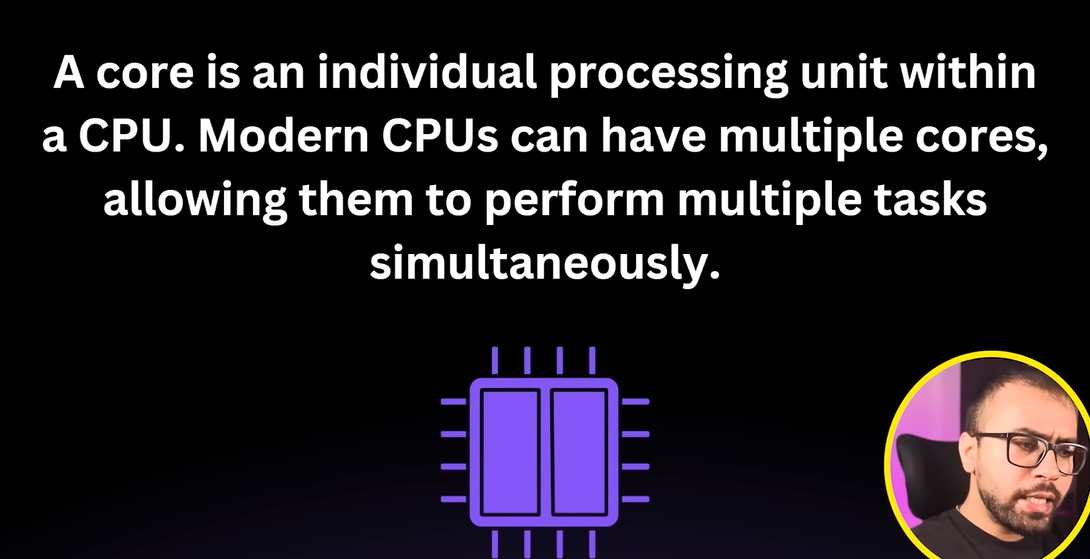 A core is an individual processing unit within
a CPU. Modern CPUs can have multiple cores,
allowing them to perform multiple tasks
simultaneously.